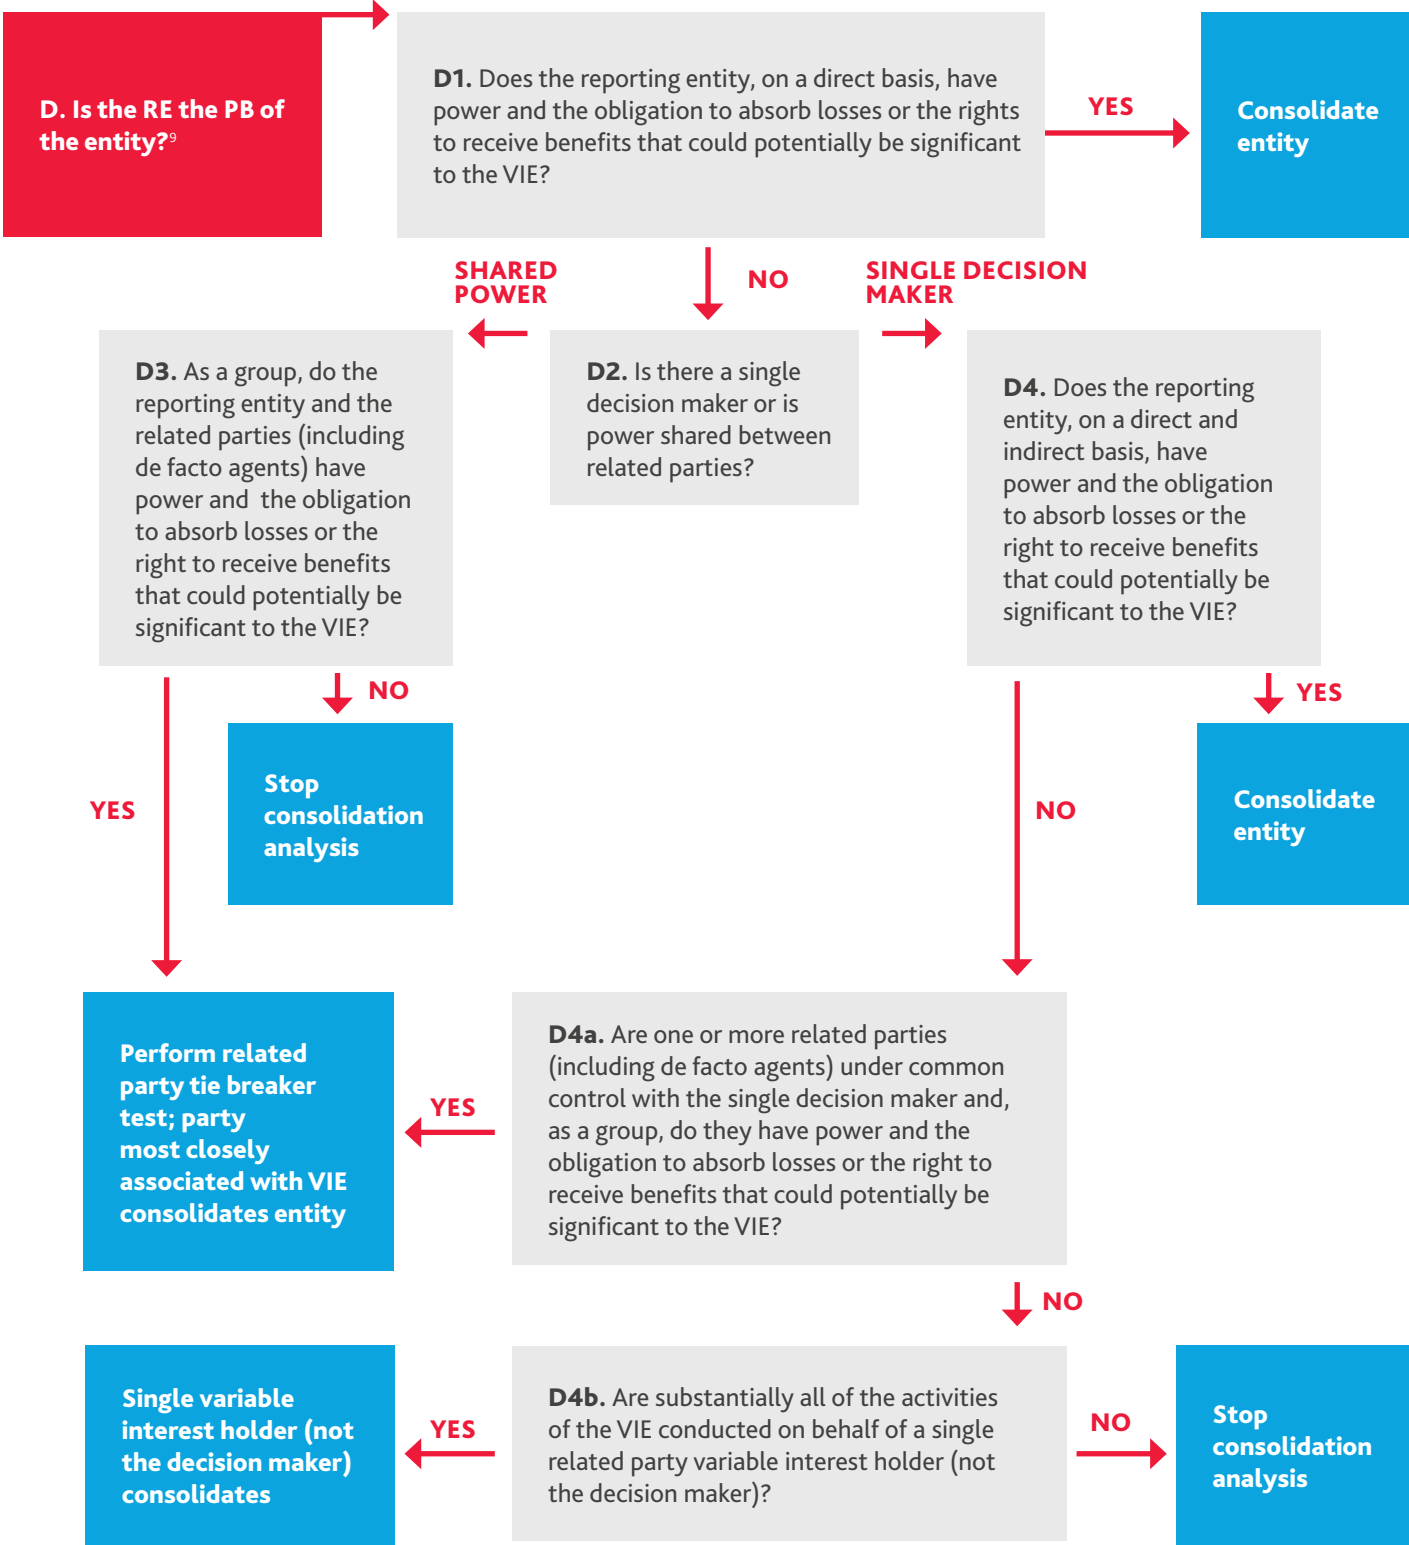 D. Is the RE the PB of
the entity?⁹
D1. Does the reporting entity, on a direct basis, have
power and the obligation to absorb losses or the rights
to receive benefits that could potentially be significant
to the VIE?
YES
Consolidate
entity
SHARED
POWER
NO
SINGLE DECISION
MAKER
D3. As a group, do the
reporting entity and the
related parties (including
de facto agents) have
power and the obligation
to absorb losses or the
right to receive benefits
that could potentially be
significant to the VIE?
D2. Is there a single
decision maker or is
power shared between
related parties?
D4. Does the reporting
entity, on a direct and
indirect basis, have
power and the obligation
to absorb losses or the
right to receive benefits
that could potentially be
significant to the VIE?
NO
YES
Stop
consolidation
analysis
YES
NO
Consolidate
entity
Perform related
party tie breaker
test; party
most closely
associated with VIE
consolidates entity
YES
D4a. Are one or more related parties
(including de facto agents) under common
control with the single decision maker and,
as a group, do they have power and the
obligation to absorb losses or the right to
receive benefits that could potentially be
significant to the VIE?
NO
Single variable
interest holder (not
the decision maker)
consolidates
YES
D4b. Are substantially all of the activities
of the VIE conducted on behalf of a single
related party variable interest holder (not
the decision maker)?
NO
Stop
consolidation
analysis